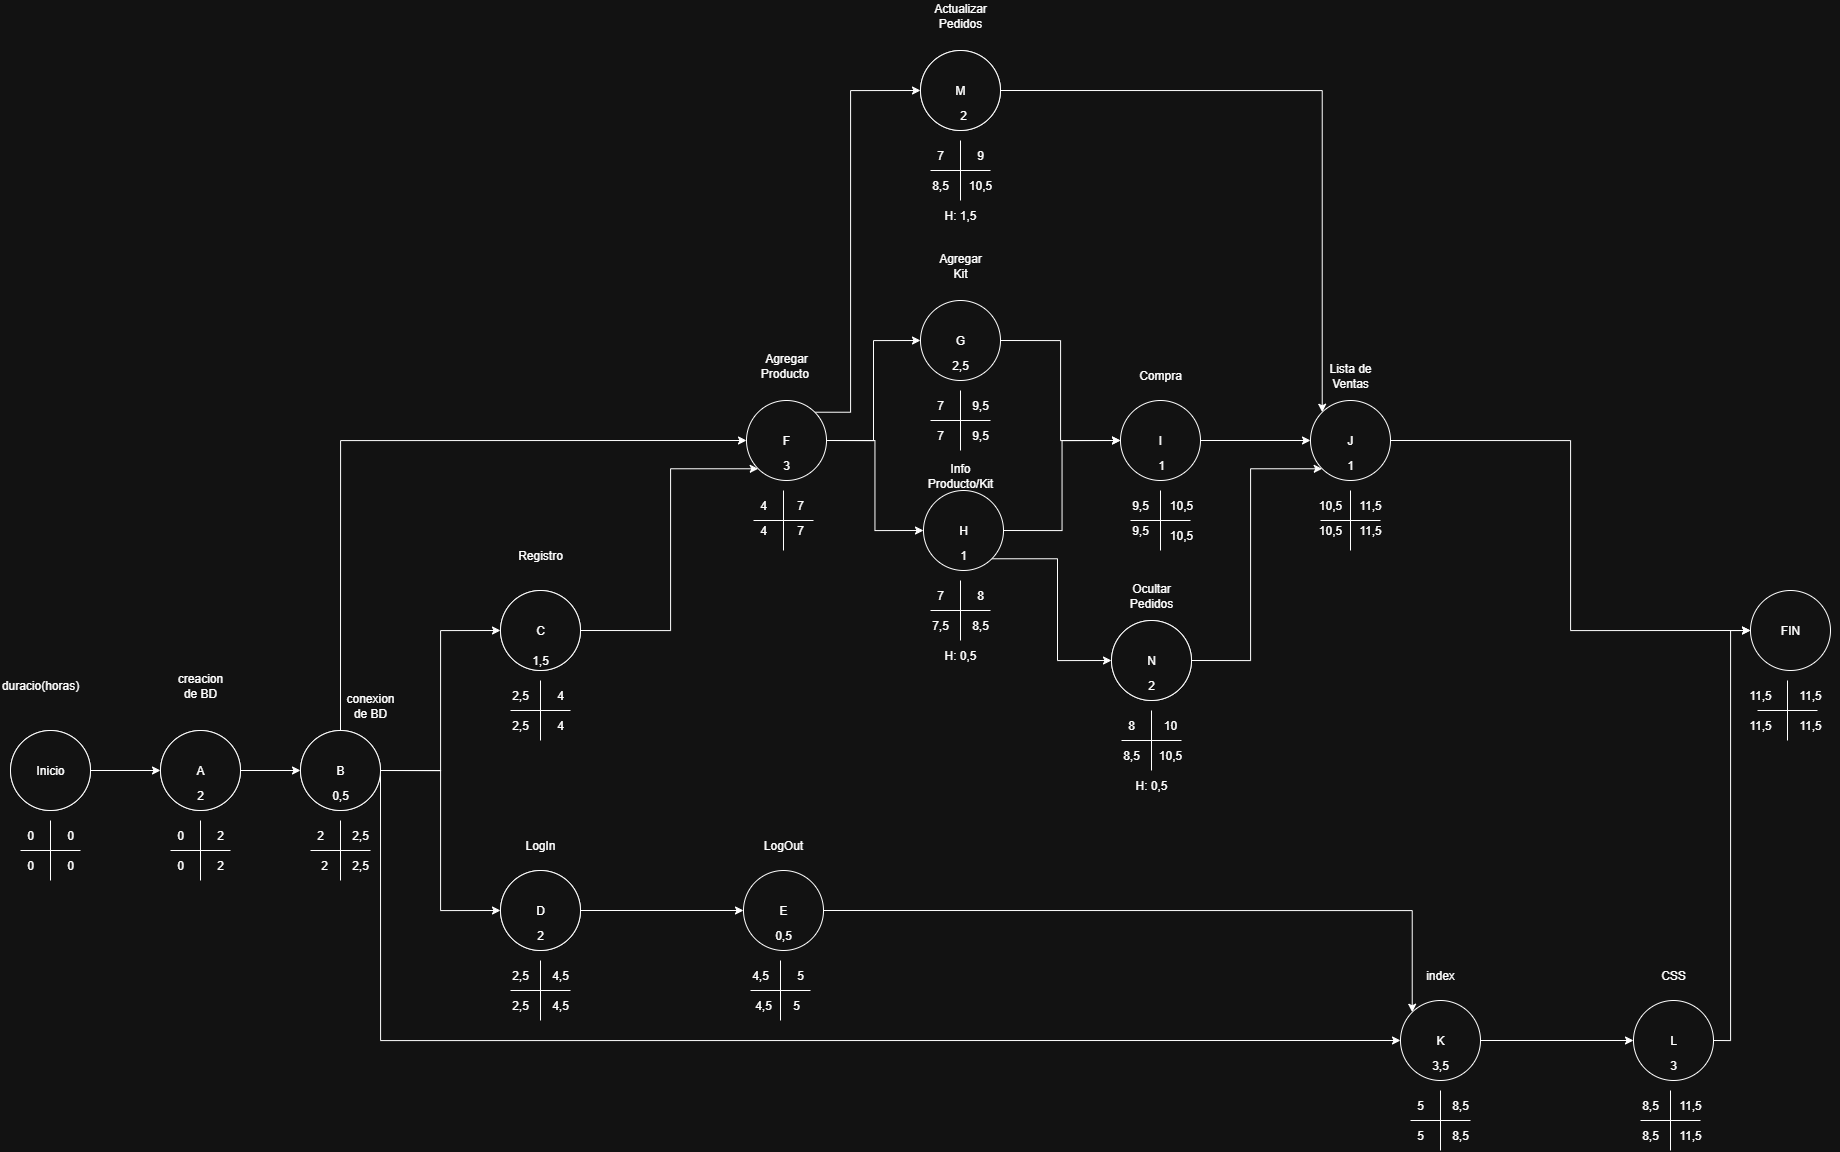 Actualizar
Pedidos
M
2
7 9
8,5 10,5
H: 1,5
Agregar
Kit
G
2,5
7 9,5
7 9,5
Agregar
Producto
F
3
4 7
4 7
Info
Producto/Kit
H
1
7 8
7,5 8,5
H: 0,5
Compra
I
1
9,5 10,5
9,5 10,5
Lista de
Ventas
J
1
10,5 11,5
10,5 11,5
Registro
C
1,5
2,5 4
2,5 4
Ocultar
Pedidos
N
2
8 10
8,5 10,5
H: 0,5
FIN
11,5 11,5
11,5 11,5
duracio(horas)
Inicio
0 0
0 0
creacion
de BD
A
2
0 2
0 2
conexion
de BD
B
0,5
2 2,5
2 2,5
LogIn
D
2
2,5 4,5
2,5 4,5
LogOut
E
0,5
4,5 5
4,5 5
index
K
3,5
5 8,5
5 8,5
CSS
L
3
8,5 11,5
8,5 11,5